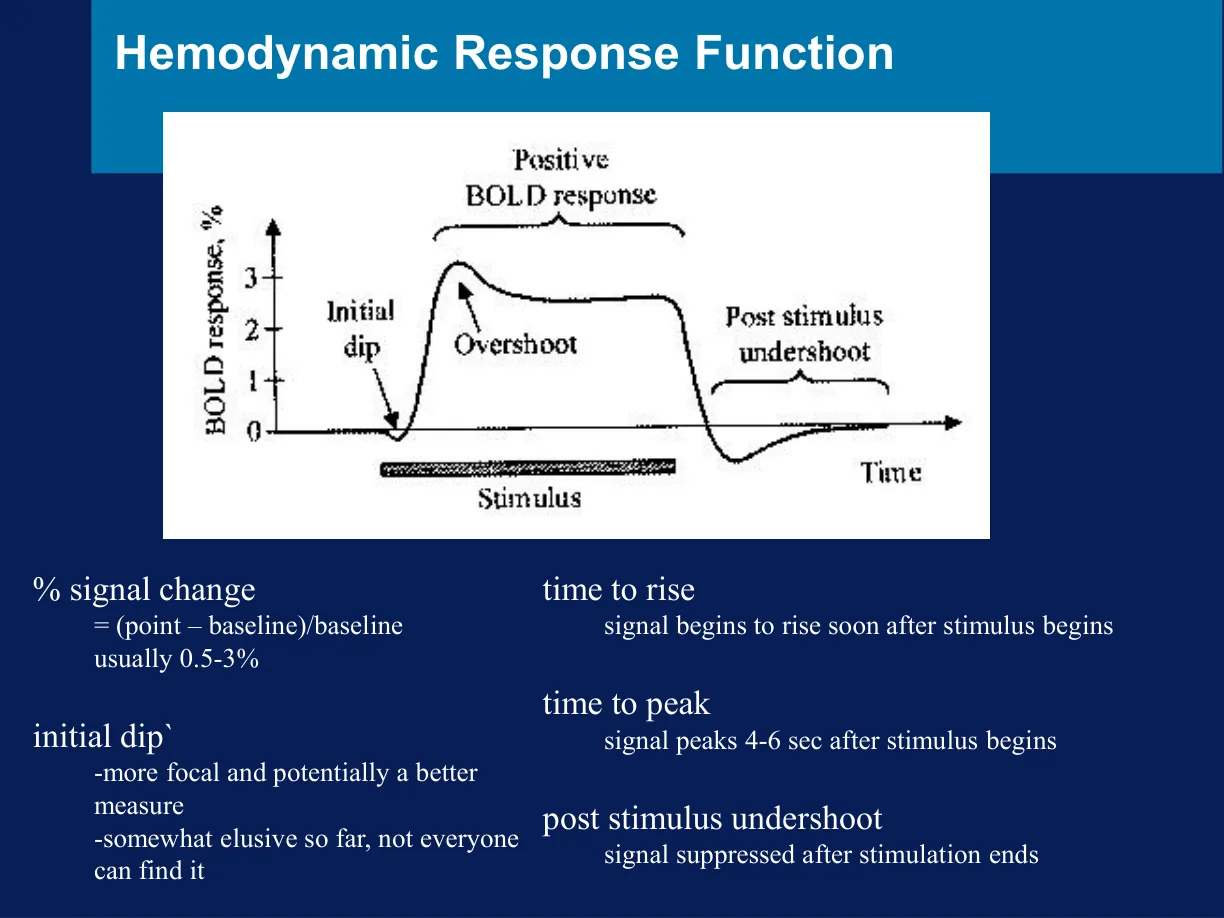 Hemodynamic Response Function
Positive
BOLD response
BOLD response, %
3
2
1
0
Initial
dip
Overshoot
Post stimulus
undershoot
Time
Stimulus
% signal change
= (point – baseline)/baseline
usually 0.5-3%
initial dip`
-more focal and potentially a better
measure
-somewhat elusive so far, not everyone
can find it
time to rise
signal begins to rise soon after stimulus begins
time to peak
signal peaks 4-6 sec after stimulus begins
post stimulus undershoot
signal suppressed after stimulation ends